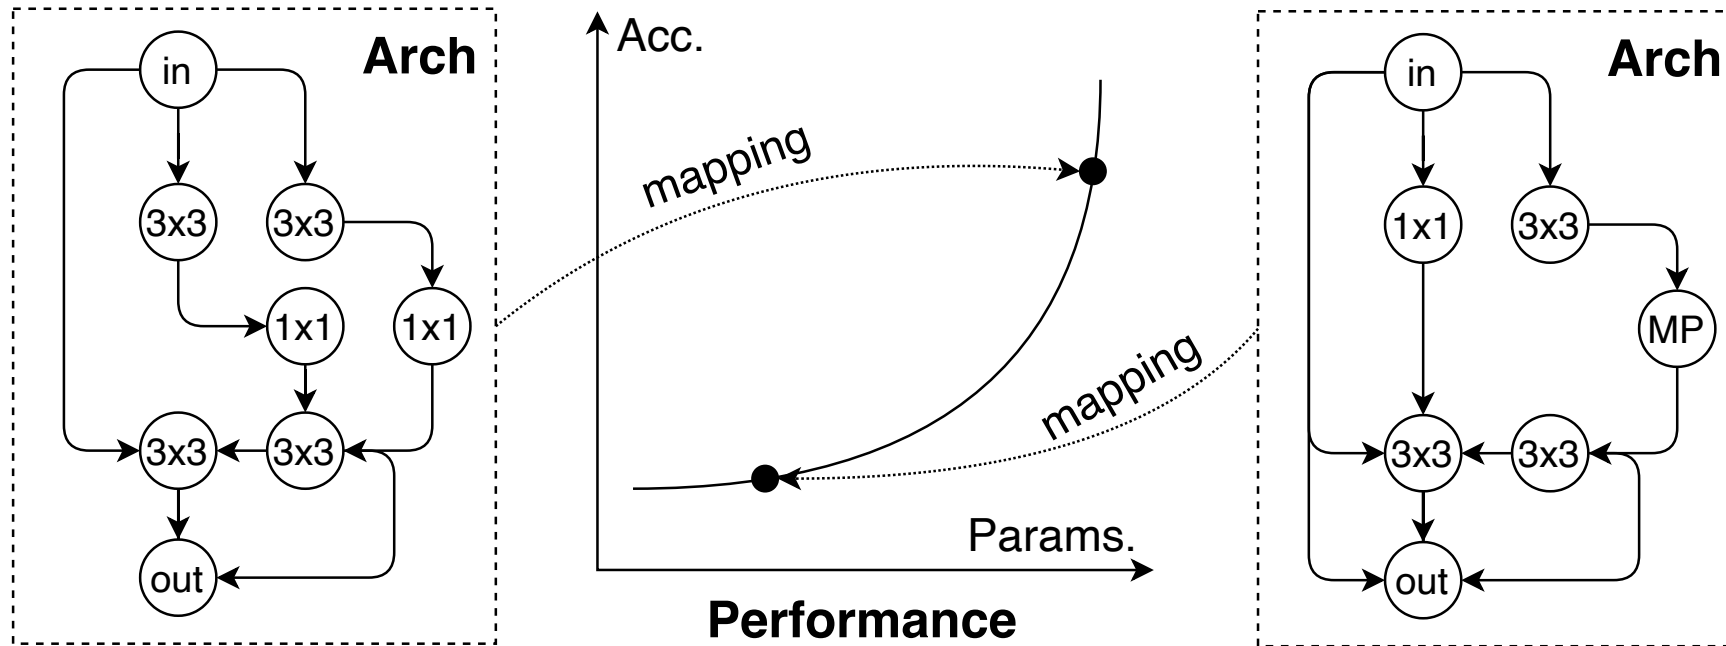 in
Arch
3x3
3x3
1x1
1x1
3x3
3x3
out
Acc.
mapping
mapping
Params.
Performance
in
Arch
1x1
3x3
MP
3x3
3x3
out